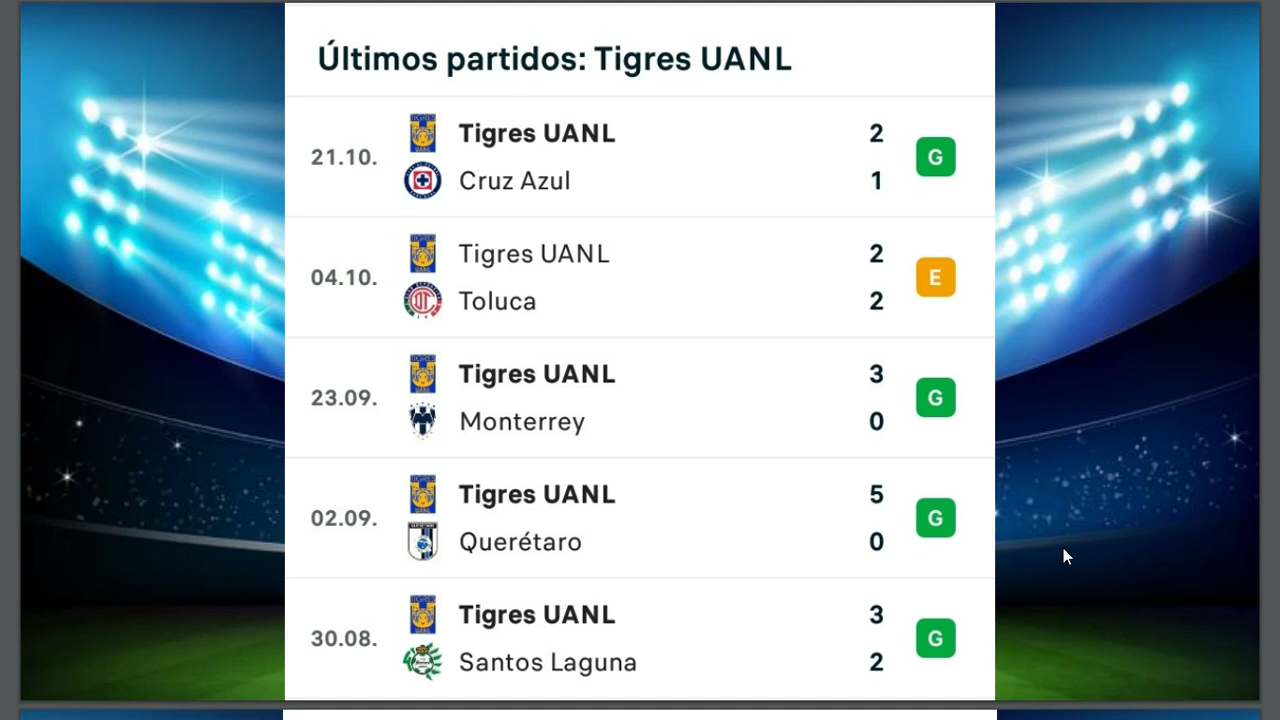 Últimos partidos: Tigres UANL
21.10.
Tigres UANL 2
Cruz Azul 1
G
04.10.
Tigres UANL 2
Toluca 2
E
23.09.
Tigres UANL 3
Monterrey 0
G
02.09.
Tigres UANL 5
Querétaro 0
G
30.08.
Tigres UANL 3
Santos Laguna 2
G